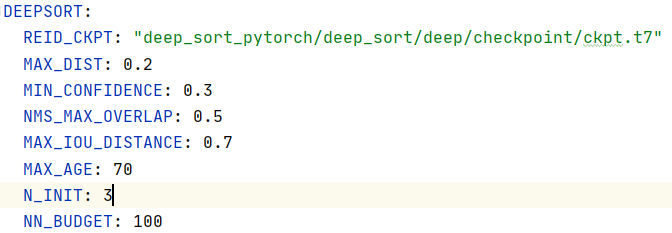 DEEPSORT:
REID_CKPT: "deep_sort_pytorch/deep_sort/deep/checkpoint/ckpt.t7"
MAX_DIST: 0.2
MIN_CONFIDENCE: 0.3
NMS_MAX_OVERLAP: 0.5
MAX_IOU_DISTANCE: 0.7
MAX_AGE: 70
N_INIT: 3
NN_BUDGET: 100